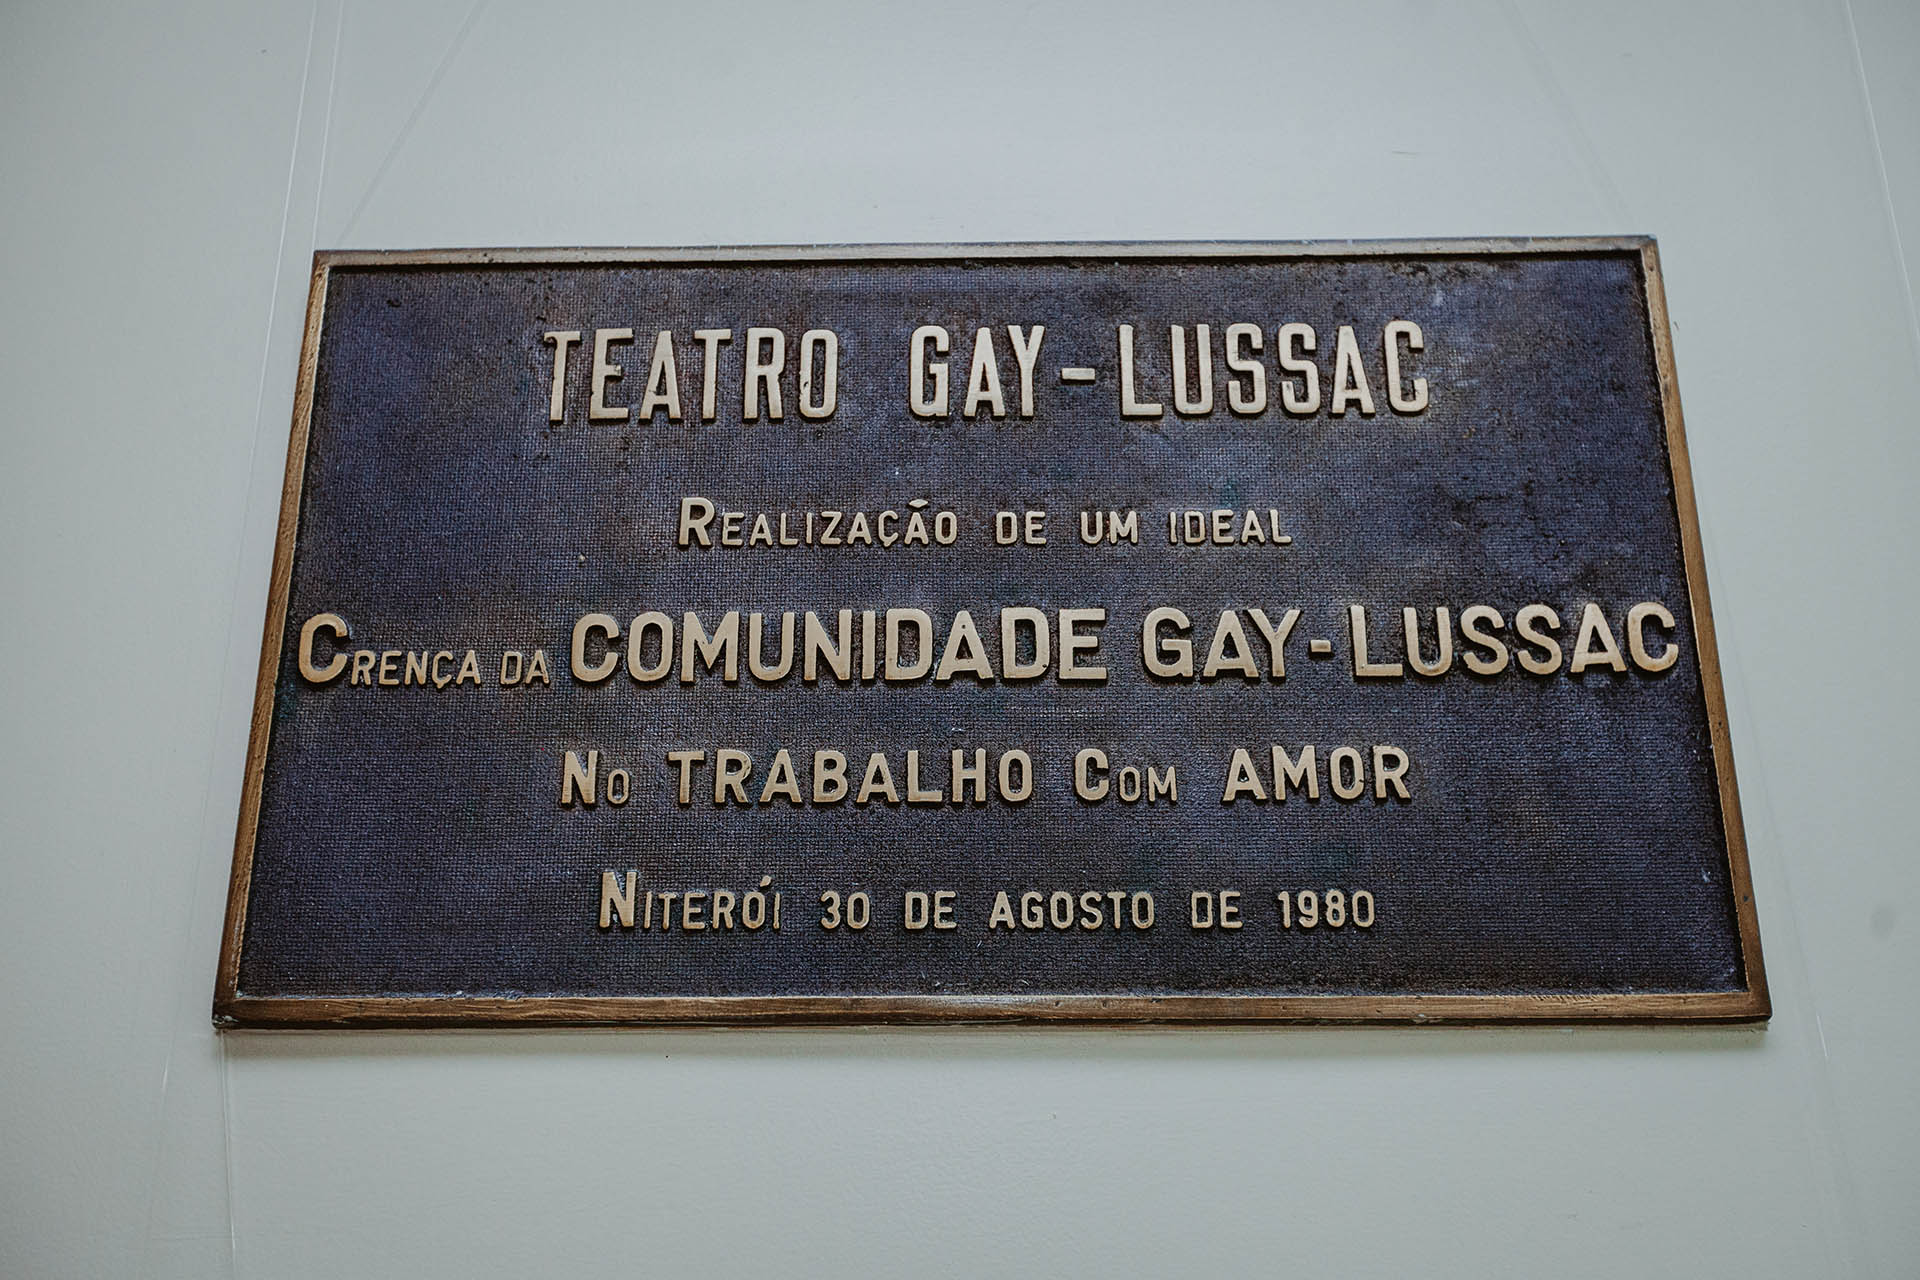 TEATRO GAY-LUSSAC
REALIZAÇÃO DE UM IDEAL
CRENÇA DA COMUNIDADE GAY-LUSSAC
NO TRABALHO COM AMOR
NITERÓI 30 DE AGOSTO DE 1980